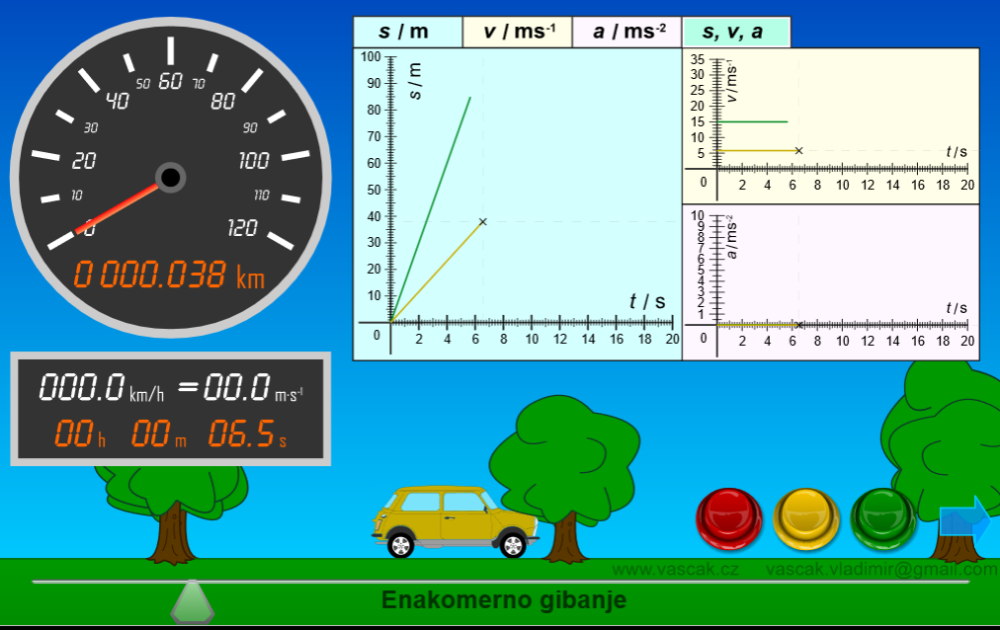 s / m
v / ms⁻¹
a / ms⁻²
s, v, a
10 20 30 40 50 60 70 80 90 100 110 120
0
0 000.038 km
000.0 km/h = 00.0 m·s⁻¹
00 h 00 m 06.5 s
s / m
100
90
80
70
60
50
40
30
20
10
0 2 4 6 8 10 12 14 16 18 20
t / s
v / ms⁻¹
35
30
25
20
15
10
5
0 2 4 6 8 10 12 14 16 18 20
t / s
a / ms⁻²
10
9
8
7
6
5
4
3
2
1
0 2 4 6 8 10 12 14 16 18 20
t / s
www.vascak.cz vascak.vladimir@gmail.com
Enakomerno gibanje